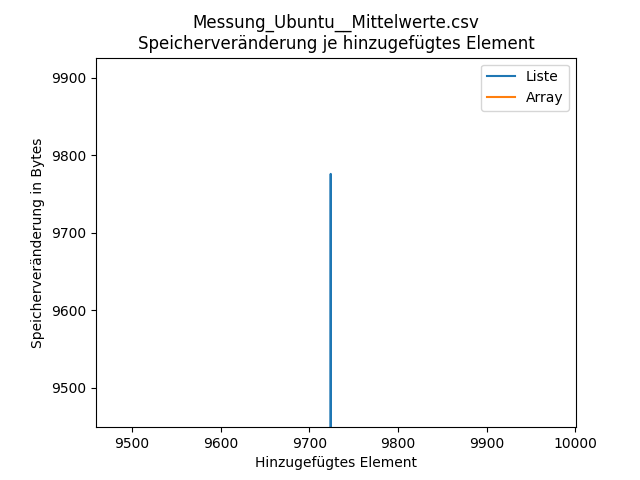 Messung_Ubuntu__Mittelwerte.csv
Speicherveränderung je hinzugefügtes Element
Liste
Array
Speicherveränderung in Bytes
9900
9800
9700
9600
9500
9500
9600
9700
9800
9900
10000
Hinzugefügtes Element